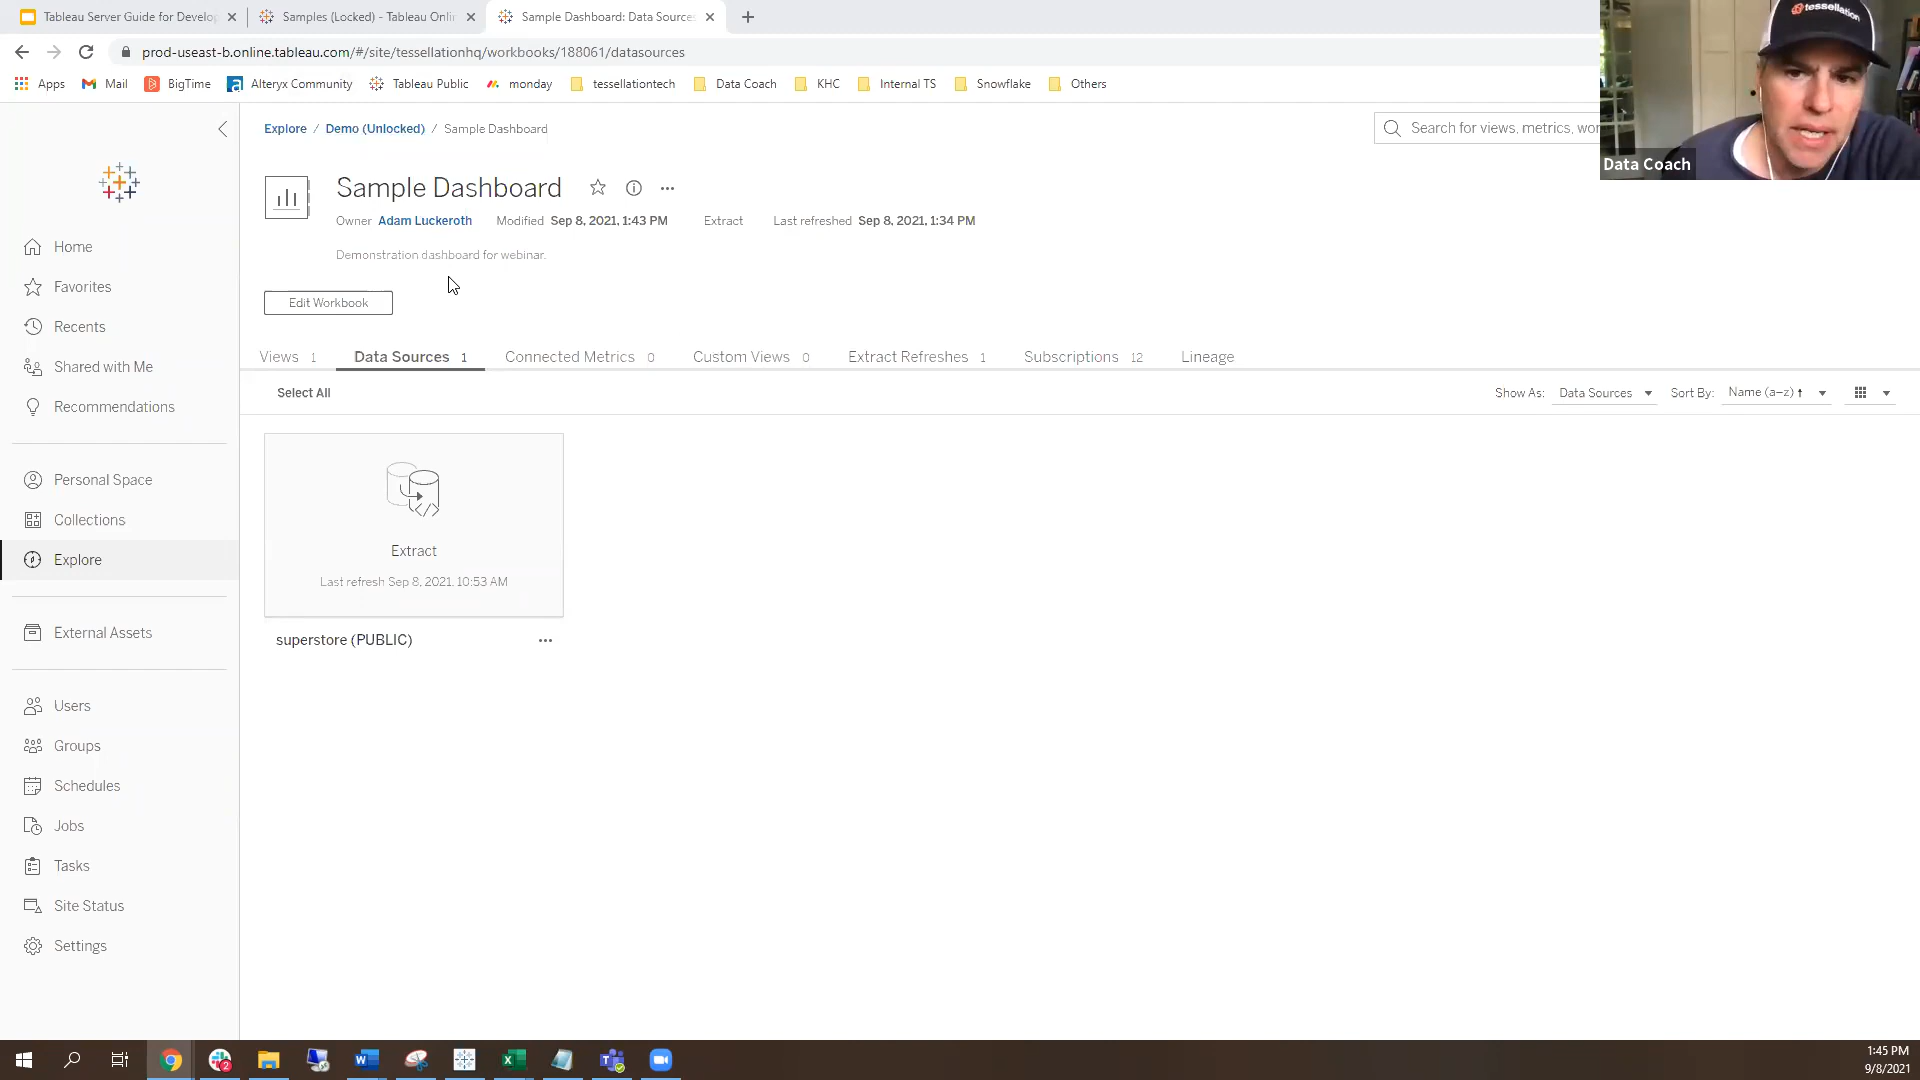 Tableau Server Guide for Develop
Samples (Locked) - Tableau Onlin
Sample Dashboard: Data Sources
prod-useast-b.online.tableau.com/#/site/tessellationhq/workbooks/188061/datasources
Apps Mail BigTime Alteryx Community Tableau Public monday tessellationtech Data Coach KHC Internal TS Snowflake Others
tessellation
Data Coach
Explore / Demo (Unlocked) / Sample Dashboard
Search for views, metrics, wor
Sample Dashboard
Owner Adam Luckeroth Modified Sep 8, 2021, 1:43 PM Extract Last refreshed Sep 8, 2021, 1:34 PM
Demonstration dashboard for webinar.
Edit Workbook
Views 1 Data Sources 1 Connected Metrics 0 Custom Views 0 Extract Refreshes 1 Subscriptions 12 Lineage
Select All
Show As: Data Sources Sort By: Name (a–z) ↑
Extract
Last refresh Sep 8, 2021, 10:53 AM
superstore (PUBLIC)
Home
Favorites
Recents
Shared with Me
Recommendations
Personal Space
Collections
Explore
External Assets
Users
Groups
Schedules
Jobs
Tasks
Site Status
Settings
2
1:45 PM
9/8/2021